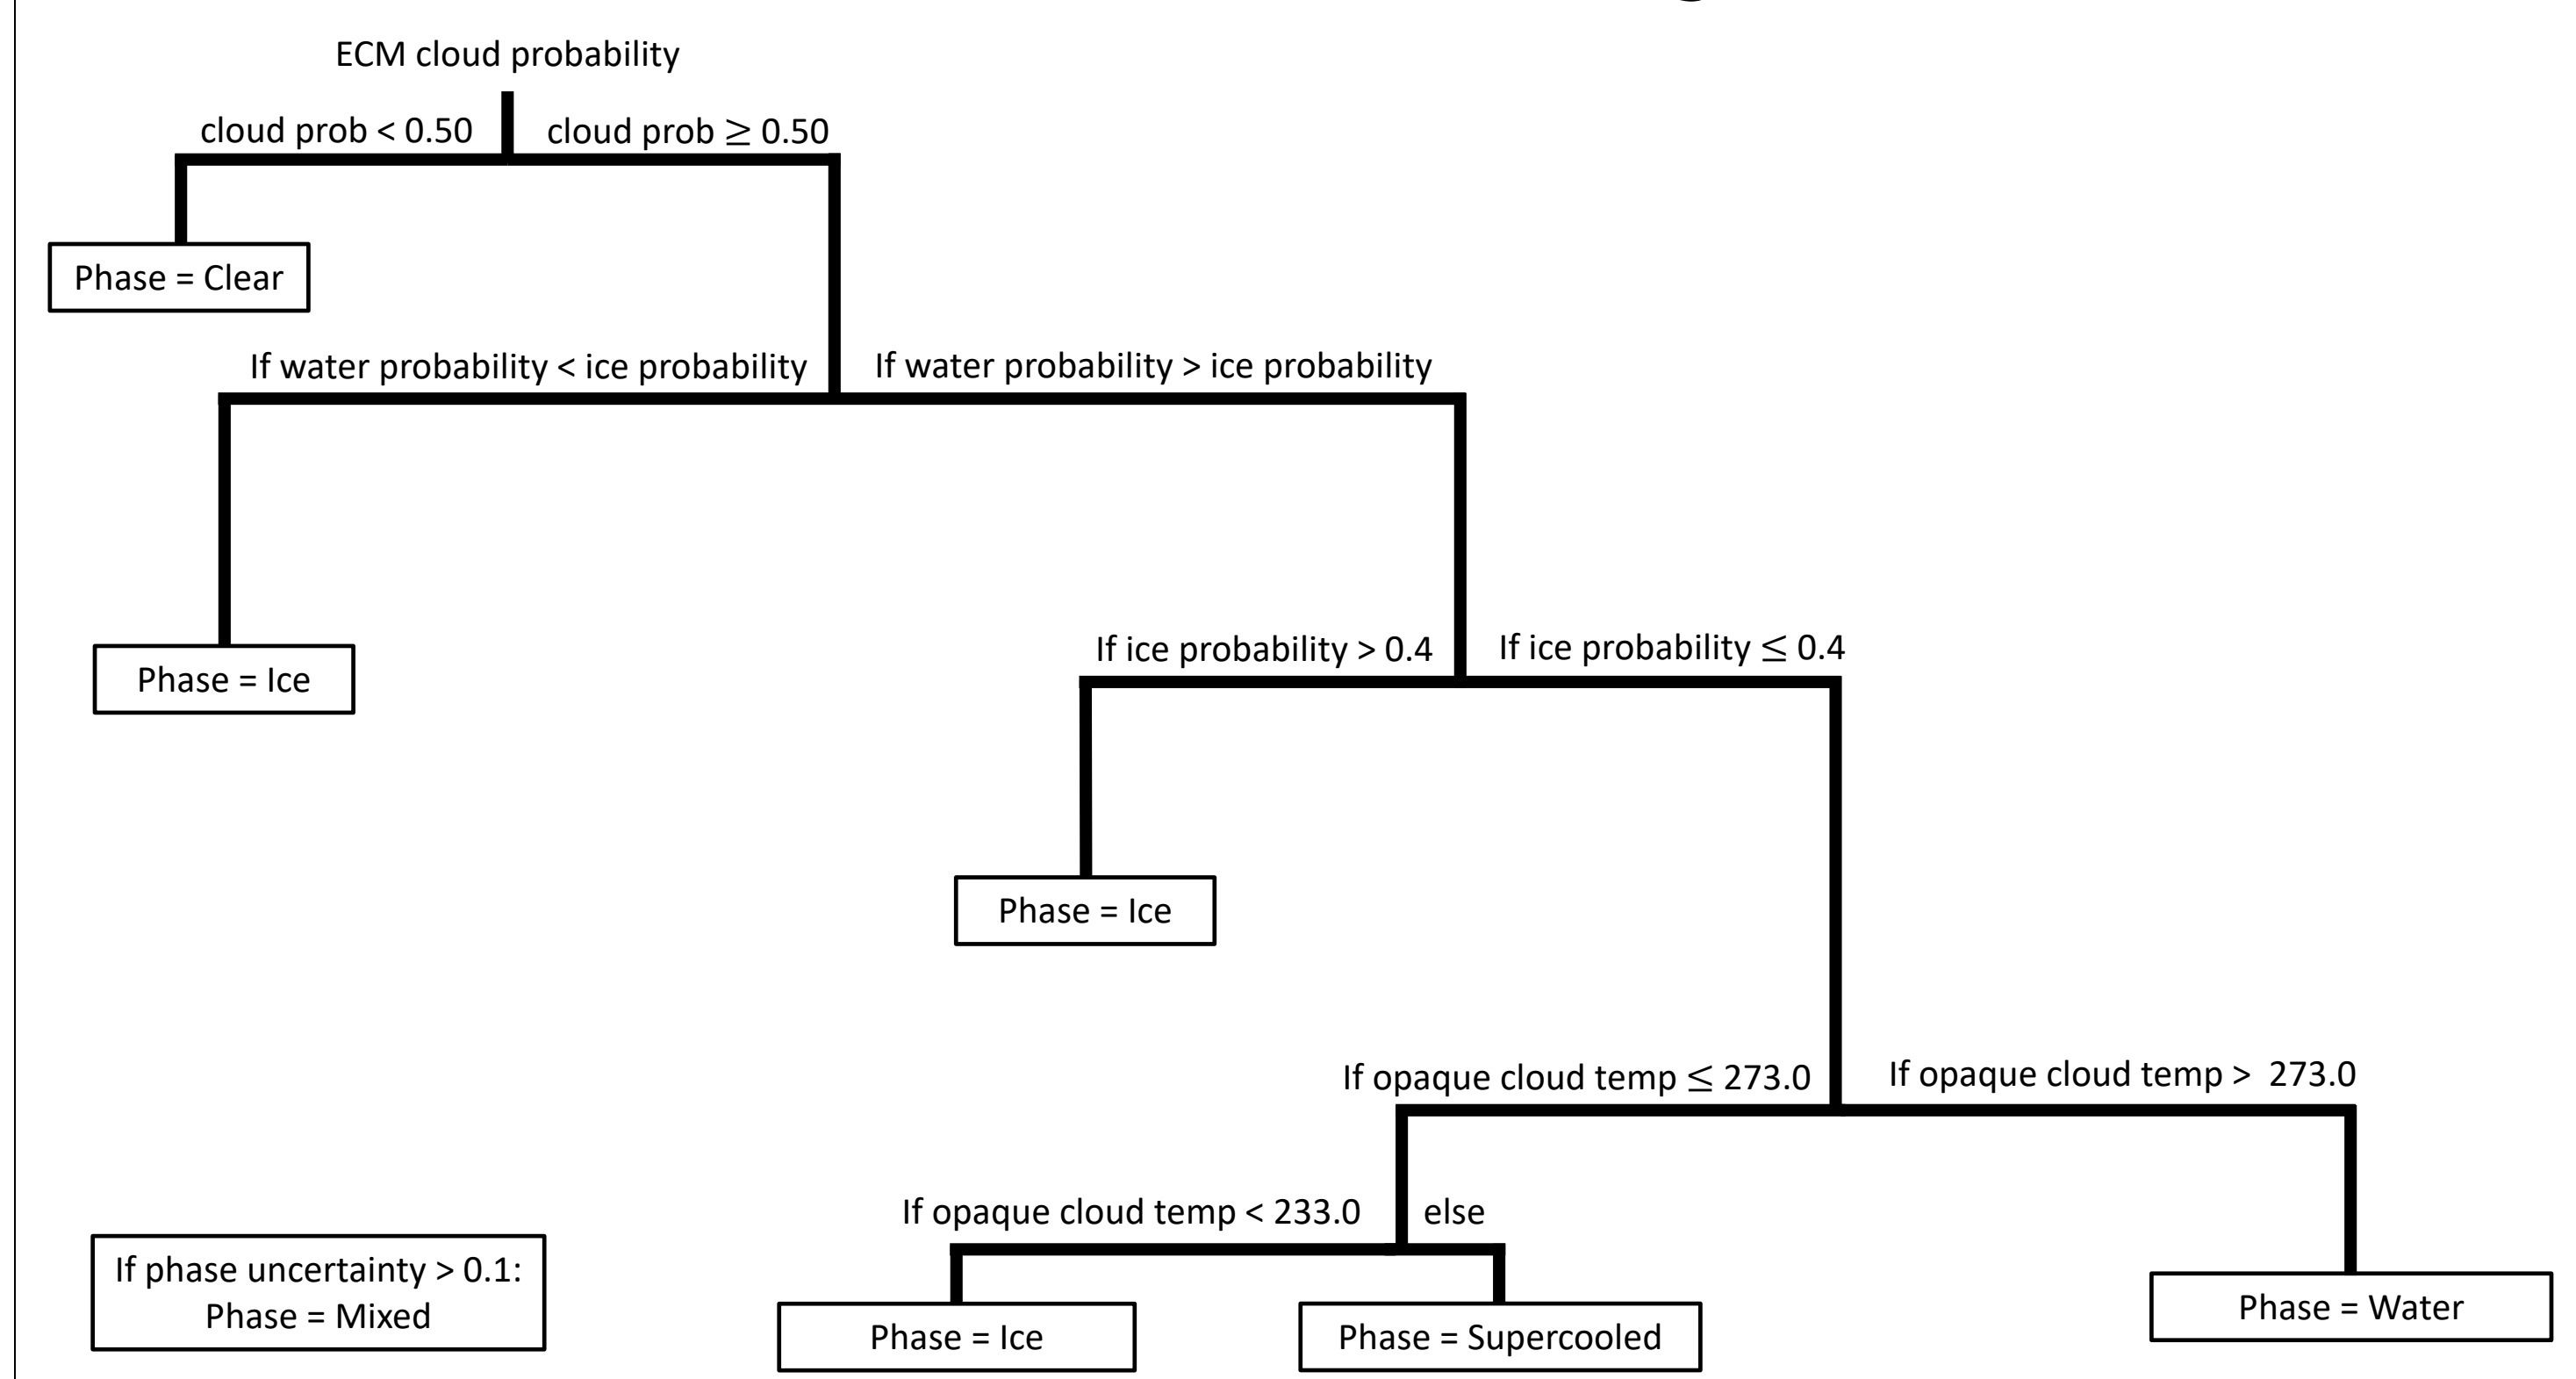 ECM cloud probability
cloud prob < 0.50
cloud prob ≥ 0.50
Phase = Clear
If water probability < ice probability
If water probability > ice probability
Phase = Ice
If ice probability > 0.4
If ice probability ≤ 0.4
Phase = Ice
If opaque cloud temp ≤ 273.0
If opaque cloud temp > 273.0
If opaque cloud temp < 233.0
else
If phase uncertainty > 0.1:
Phase = Mixed
Phase = Ice
Phase = Supercooled
Phase = Water